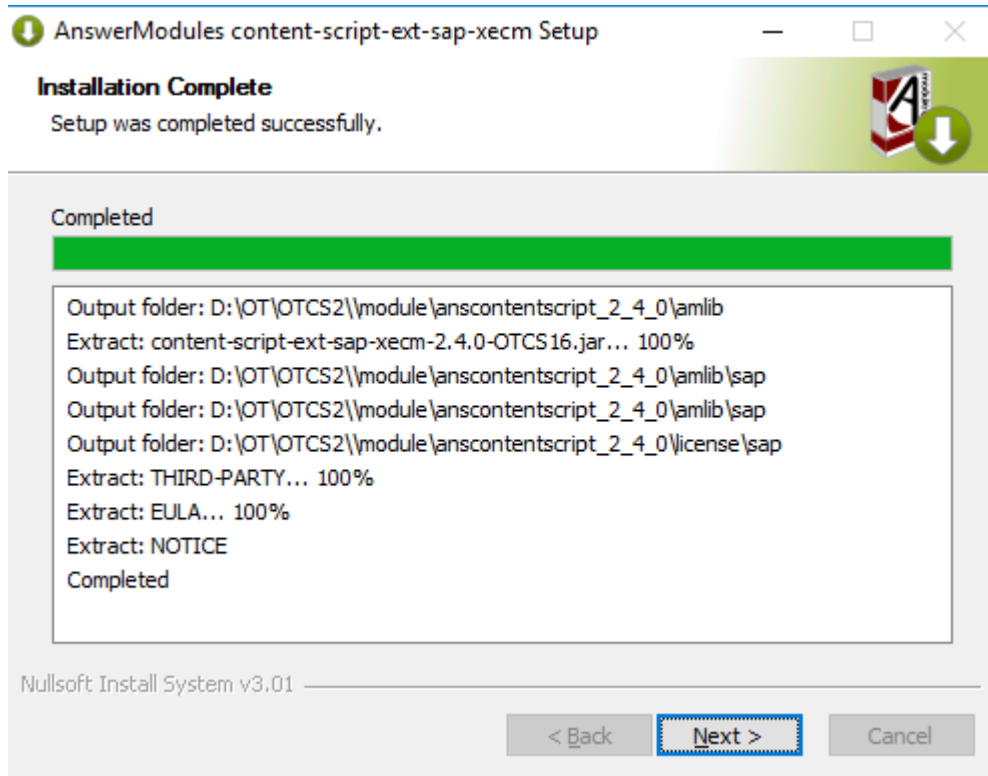 AnswerModules content-script-ext-sap-xecm Setup
Installation Complete
Setup was completed successfully.
Completed
Output folder: D:\OT\OTCS2\\module\anscontentscript_2_4_0\amlib
Extract: content-script-ext-sap-xecm-2.4.0-OTCS16.jar... 100%
Output folder: D:\OT\OTCS2\\module\anscontentscript_2_4_0\amlib\sap
Output folder: D:\OT\OTCS2\\module\anscontentscript_2_4_0\amlib\sap
Output folder: D:\OT\OTCS2\\module\anscontentscript_2_4_0\license\sap
Extract: THIRD-PARTY... 100%
Extract: EULA... 100%
Extract: NOTICE
Completed
Nullsoft Install System v3.01
< Back
Next >
Cancel